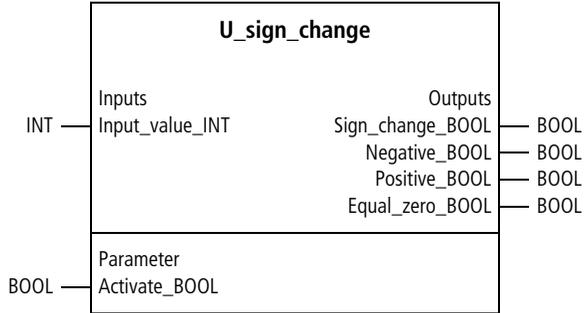 U_sign_change
Inputs Outputs
INT Input_value_INT Sign_change_BOOL BOOL
Negative_BOOL BOOL
Positive_BOOL BOOL
Equal_zero_BOOL BOOL
Parameter
BOOL Activate_BOOL